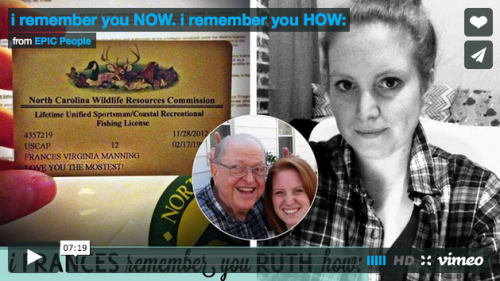 i remember you NOW. i remember you HOW:
from EPIC People
North Carolina Wildlife Resources Commission
Lifetime Unified Sportsman/Coastal Recreational
Fishing License
4357219 11/28/2012
USCAP 12 02/17/19
FRANCES VIRGINIA MANNING
LOVE YOU THE MOSTEST!
NOR
07:19
i FRANCES remember you RUTH how:
HD vimeo